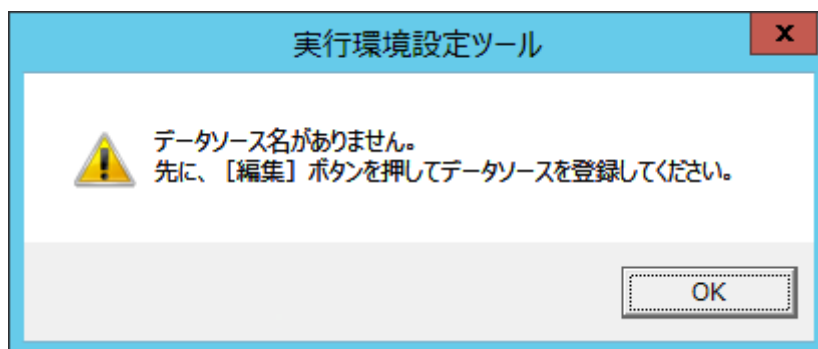 実行環境設定ツール
x
データソース名がありません。
先に、［編集］ボタンを押してデータソースを登録してください。
OK